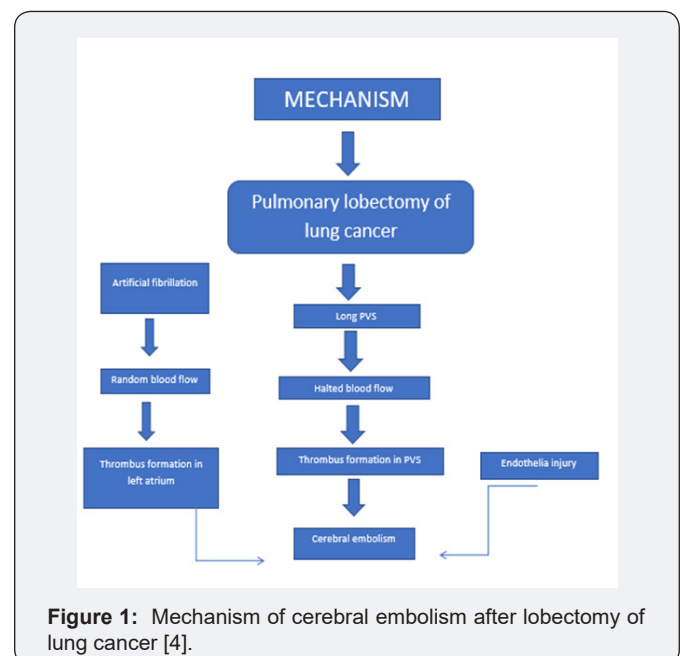 MECHANISM
Pulmonary lobectomy of
lung cancer
Artificial fibrillation
Long PVS
Random blood flow
Halted blood flow
Thrombus formation in
left atrium
Thrombus formation in PVS
Endothelia injury
Cerebral embolism
Figure 1: Mechanism of cerebral embolism after lobectomy of
lung cancer [4].